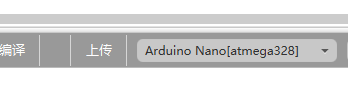 编译 上传 Arduino Nano[atmega328]